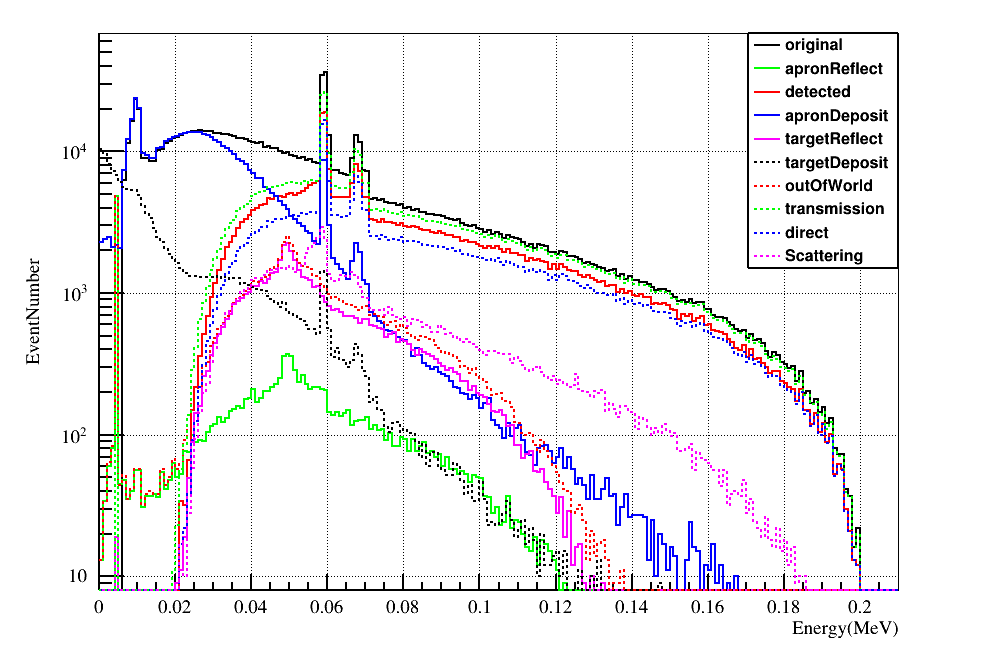 original
apronReflect
detected
apronDeposit
targetReflect
targetDeposit
outOfWorld
transmission
direct
Scattering
EventNumber
10⁴
10³
10²
10
0 0.02 0.04 0.06 0.08 0.1 0.12 0.14 0.16 0.18 0.2
Energy(MeV)